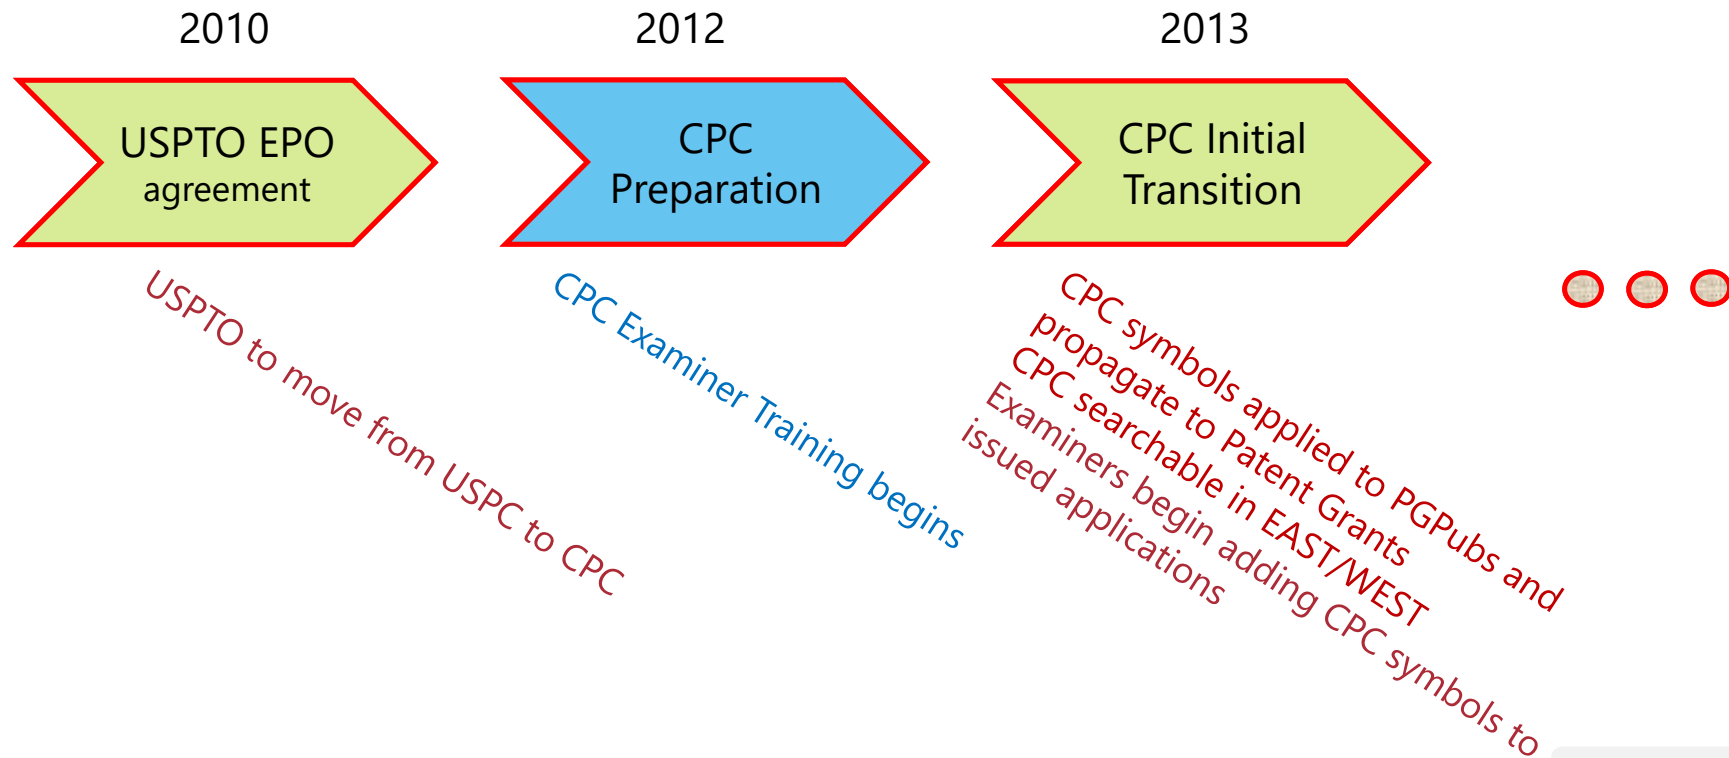 2010
2012
2013
USPTO EPO
agreement
CPC
Preparation
CPC Initial
Transition
USPTO to move from USPC to CPC
CPC Examiner Training begins
CPC symbols applied to PGPubs and
propagate to Patent Grants
CPC searchable in EAST/WEST
Examiners begin adding CPC symbols to
issued applications